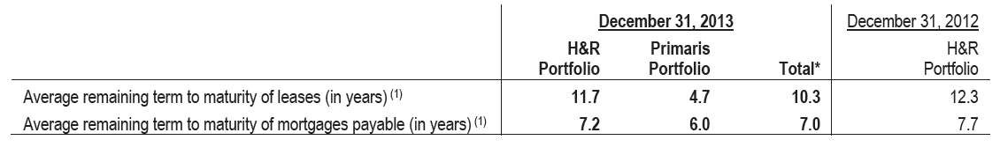 December 31, 2013 December 31, 2012
H&R Primaris H&R
Portfolio Portfolio Total* Portfolio
Average remaining term to maturity of leases (in years) (1) 11.7 4.7 10.3 12.3
Average remaining term to maturity of mortgages payable (in years) (1) 7.2 6.0 7.0 7.7